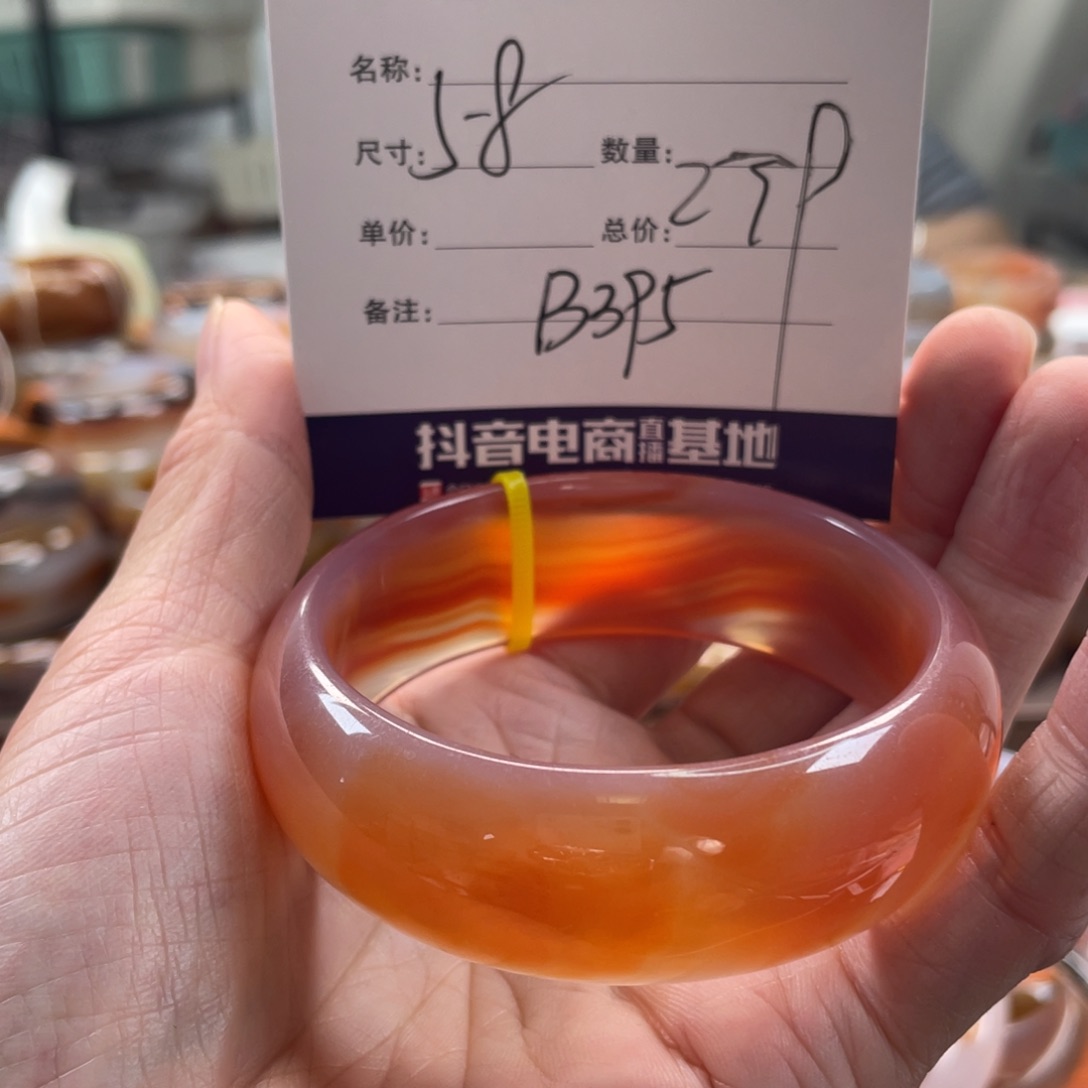 名称:
5-8
尺寸: 数量:
单价: 总价:
备注: B3P5
抖音电商直播基地